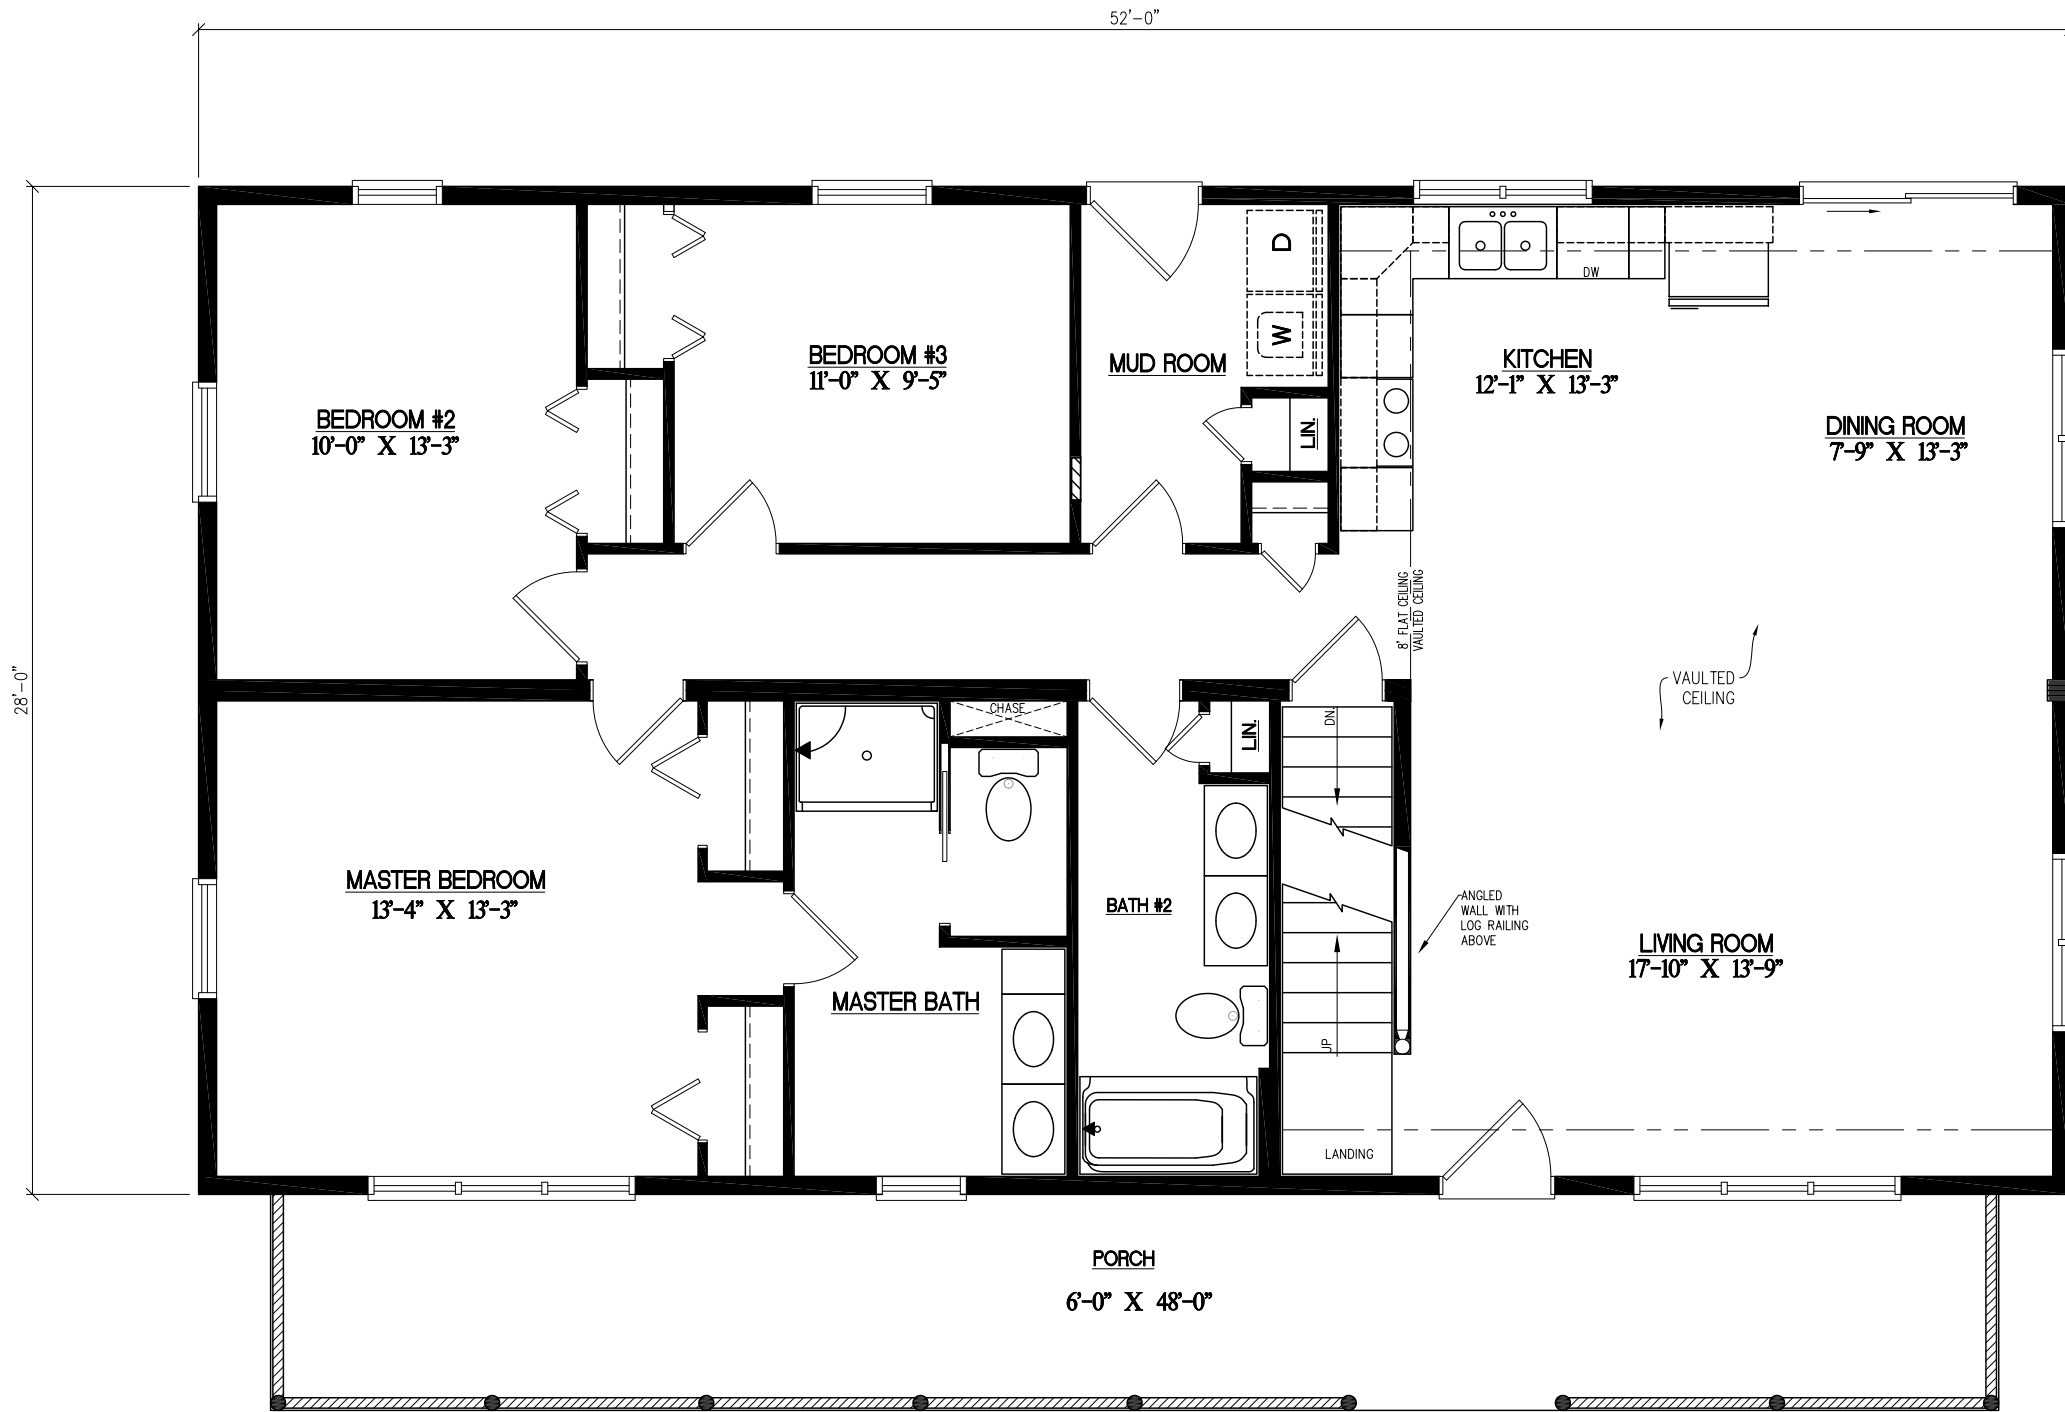 52'-0"
28'-0"
BEDROOM #2
10'-0" X 13'-3"
BEDROOM #3
11'-0" X 9'-5"
MUD ROOM
D
W
LIN.
DW
KITCHEN
12'-1" X 13'-3"
DINING ROOM
7'-9" X 13'-3"
8' FLAT CEILING
VAULTED CEILING
VAULTED
CEILING
MASTER BEDROOM
13'-4" X 13'-3"
CHASE
MASTER BATH
LIN.
BATH #2
DN.
UP
LANDING
ANGLED
WALL WITH
LOG RAILING
ABOVE
LIVING ROOM
17'-10" X 13'-9"
PORCH
6'-0" X 48'-0"